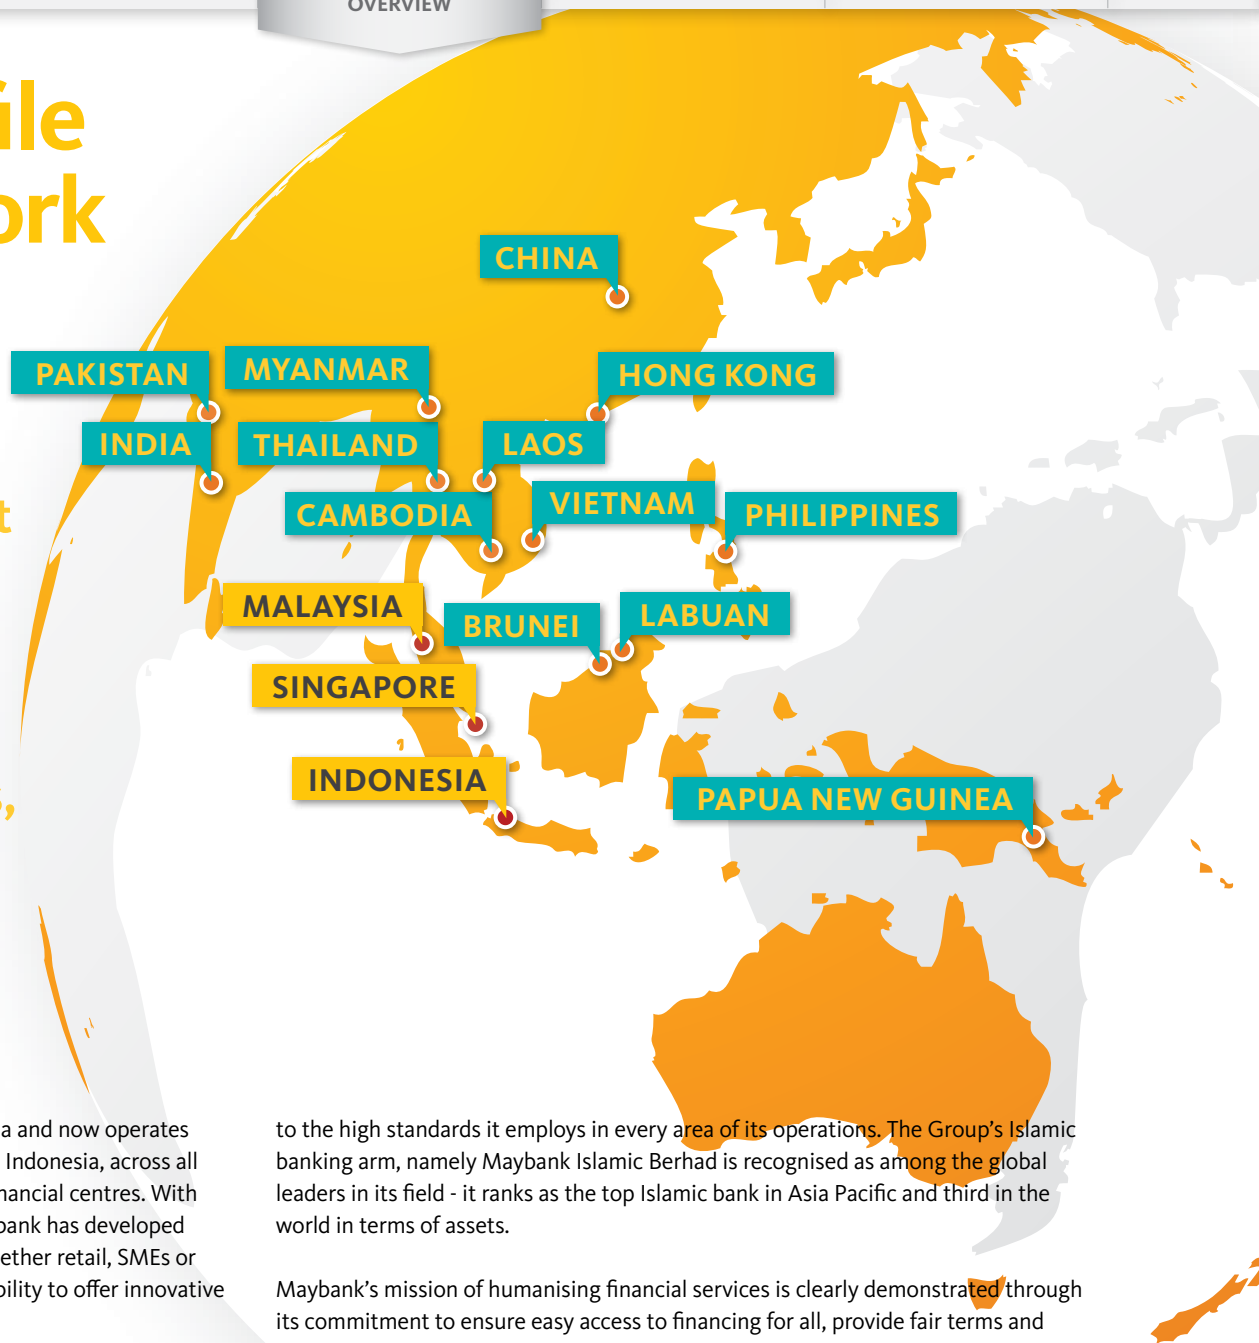 OVERVIEW
ile
ork
CHINA
PAKISTAN
MYANMAR
HONG KONG
INDIA
THAILAND
LAOS
CAMBODIA
VIETNAM
PHILIPPINES
t
MALAYSIA
BRUNEI
LABUAN
SINGAPORE
INDONESIA
PAPUA NEW GUINEA
,
a and now operates
Indonesia, across all
nancial centres. With
bank has developed
ether retail, SMEs or
bility to offer innovative
to the high standards it employs in every area of its operations. The Group's Islamic
banking arm, namely Maybank Islamic Berhad is recognised as among the global
leaders in its field - it ranks as the top Islamic bank in Asia Pacific and third in the
world in terms of assets.
Maybank's mission of humanising financial services is clearly demonstrated through
its commitment to ensure easy access to financing for all, provide fair terms and